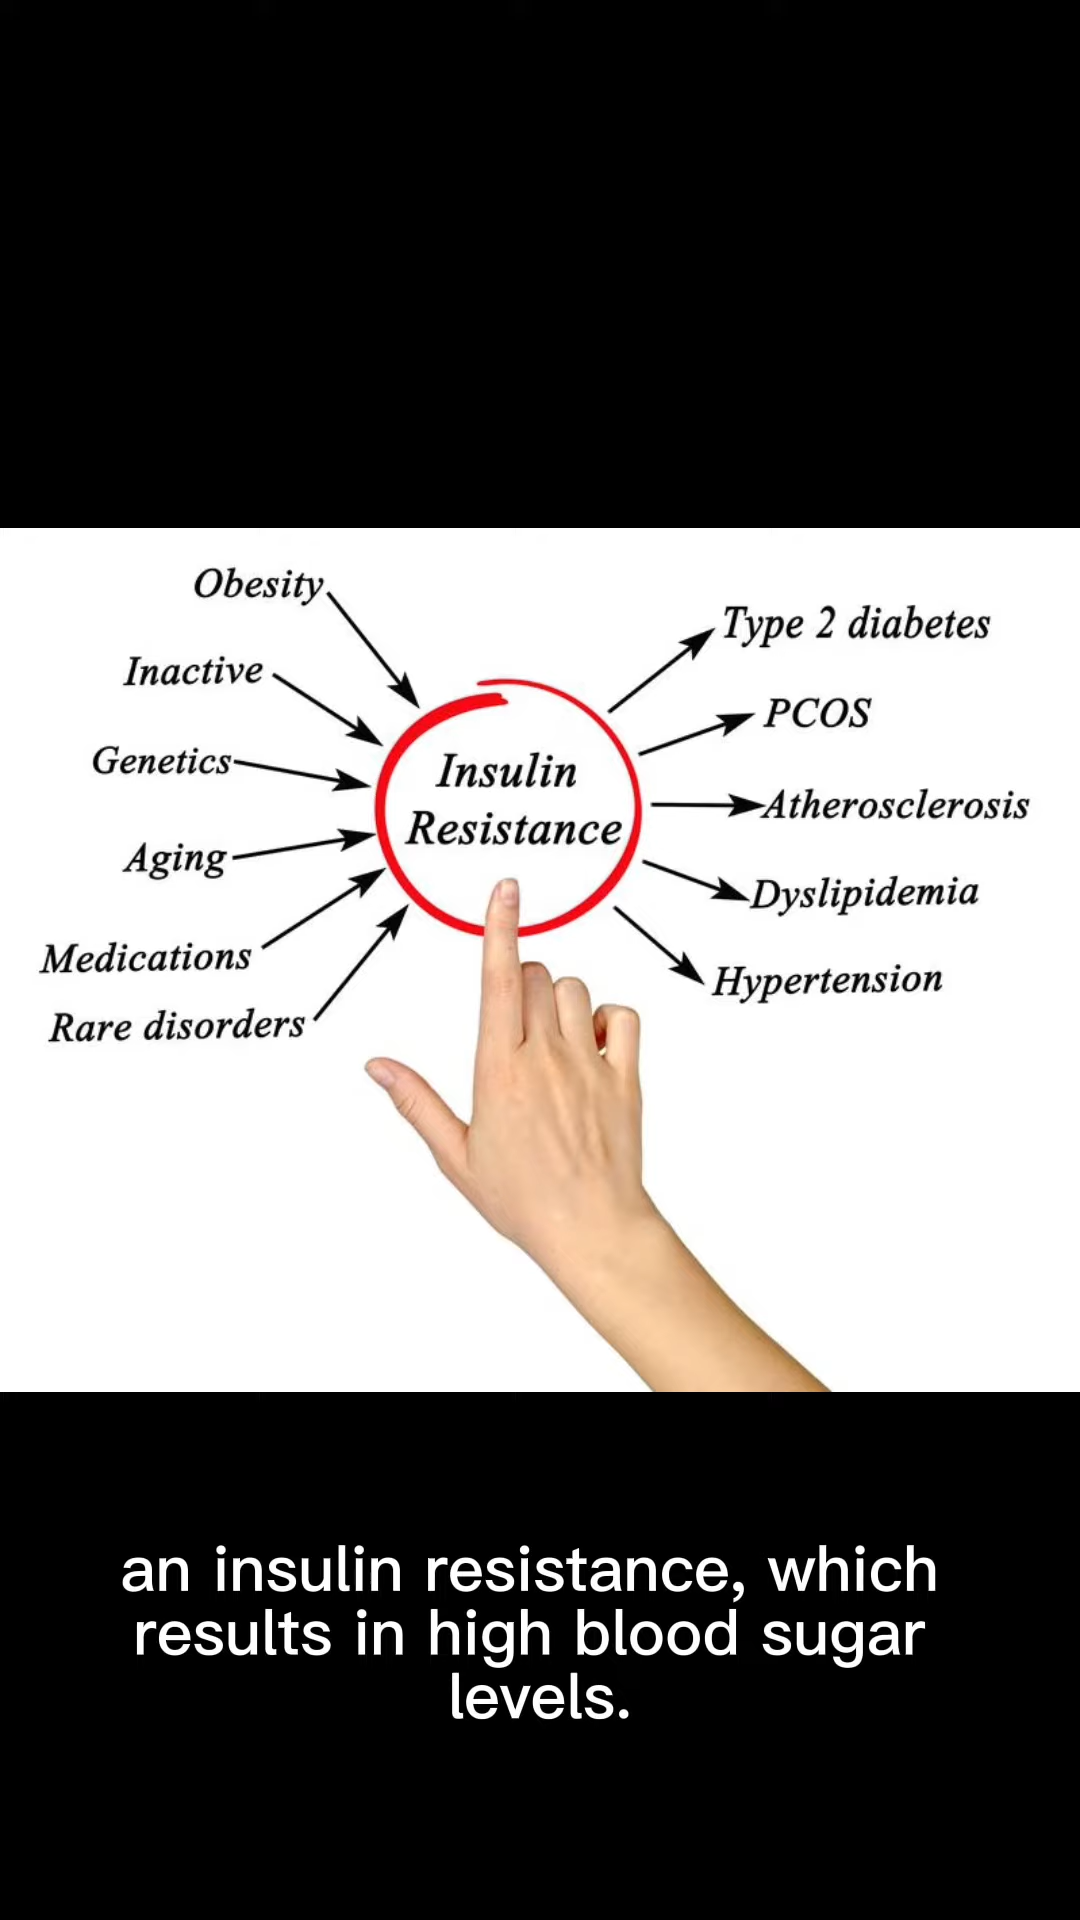 Obesity
Inactive
Genetics
Aging
Medications
Rare disorders
Insulin
Resistance
Type 2 diabetes
PCOS
Atherosclerosis
Dyslipidemia
Hypertension
an insulin resistance, which
results in high blood sugar
levels.